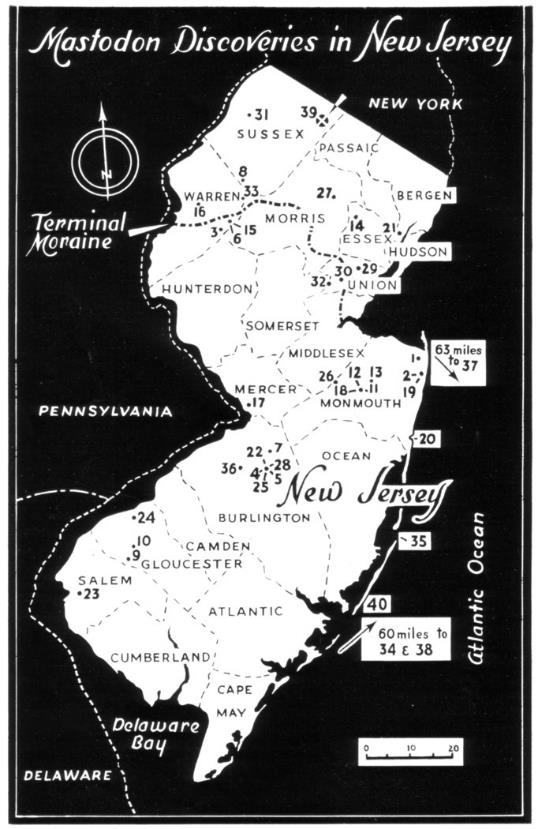 Mastodon Discoveries in New Jersey
NEW YORK
31
39
SUSSEX
PASSAIC
N
8
WARREN
33
27
BERGEN
16
Terminal
Moraine
MORRIS
3
6
15
14
21
ESSEX
HUDSON
30
29
32
UNION
HUNTERDON
SOMERSET
MIDDLESEX
1
63 miles
to 37
2
19
26
12
13
18
11
MERCER
17
MONMOUTH
PENNSYLVANIA
20
22
7
OCEAN
36
4
28
25
5
New Jersey
24
BURLINGTON
35
10
CAMDEN
9
GLOUCESTER
SALEM
23
Atlantic Ocean
40
ATLANTIC
60 miles to
34 & 38
CUMBERLAND
CAPE
MAY
Delaware
Bay
0 10 20
DELAWARE